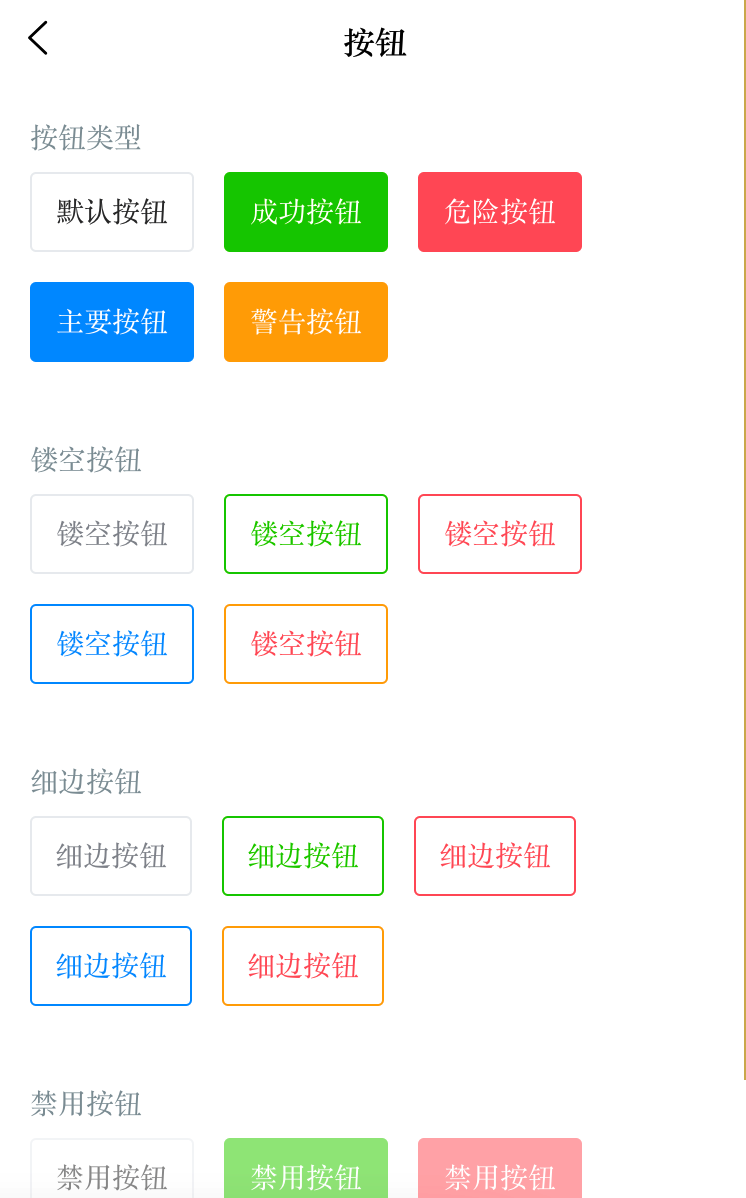 按钮
按钮类型
默认按钮 成功按钮 危险按钮
主要按钮 警告按钮
镂空按钮
镂空按钮 镂空按钮 镂空按钮
镂空按钮 镂空按钮
细边按钮
细边按钮 细边按钮 细边按钮
细边按钮 细边按钮
禁用按钮
禁用按钮 禁用按钮 禁用按钮